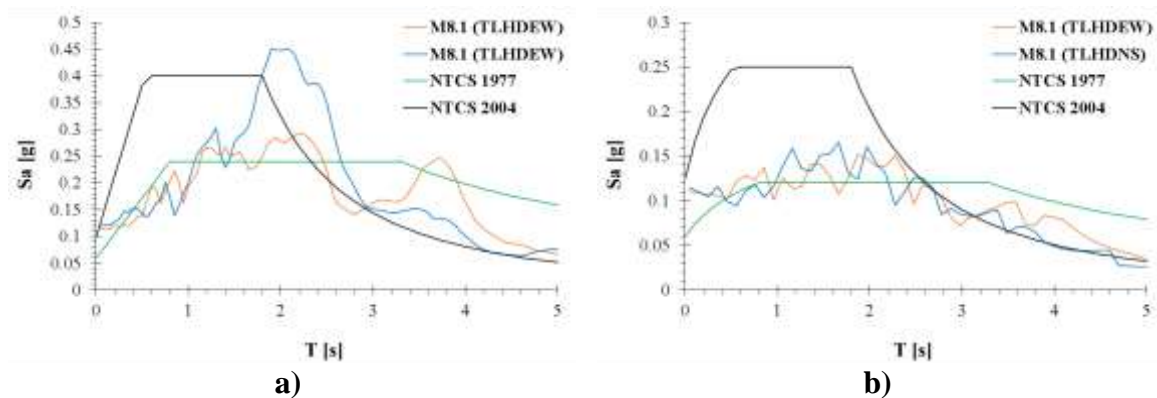 0.5
0.45
0.4
0.35
0.3
0.25
0.2
0.15
0.1
0.05
0
Sa [g]
M8.1 (TLHDEW)
M8.1 (TLHDEW)
NTCS 1977
NTCS 2004
0 1 2 3 4 5
T [s]
a)
0.3
0.25
0.2
0.15
0.1
0.05
0
Sa [g]
M8.1 (TLHDEW)
M8.1 (TLHDNS)
NTCS 1977
NTCS 2004
0 1 2 3 4 5
T [s]
b)